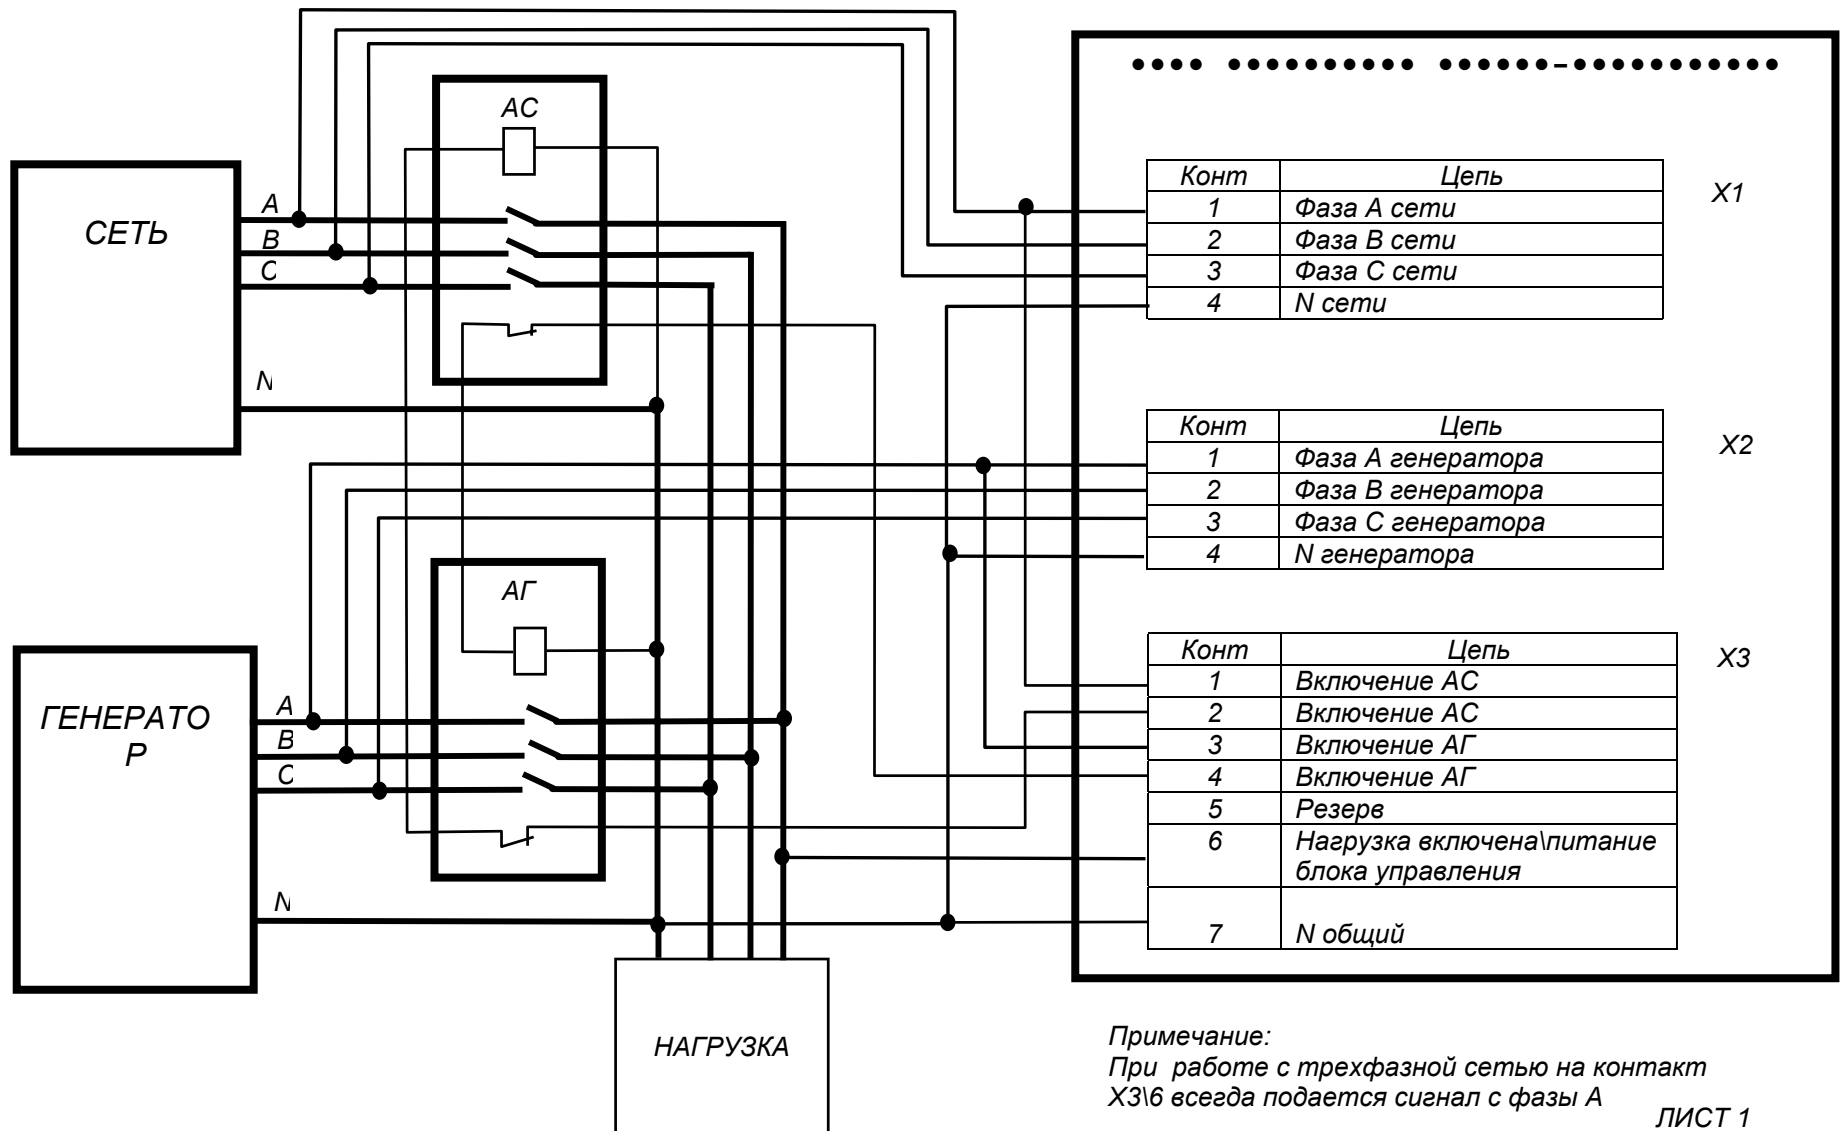 АС
СЕТЬ
А
В
С
N
Конт Цепь
1 Фаза А сети
2 Фаза В сети
3 Фаза С сети
4 N сети
Х1
Конт Цепь
1 Фаза А генератора
2 Фаза В генератора
3 Фаза С генератора
4 N генератора
Х2
АГ
ГЕНЕРАТО
Р
А
В
С
N
Конт Цепь
1 Включение АС
2 Включение АС
3 Включение АГ
4 Включение АГ
5 Резерв
6 Нагрузка включена\питание
блока управления
7 N общий
Х3
НАГРУЗКА
Примечание:
При работе с трехфазной сетью на контакт
Х3\6 всегда подается сигнал с фазы А
ЛИСТ 1